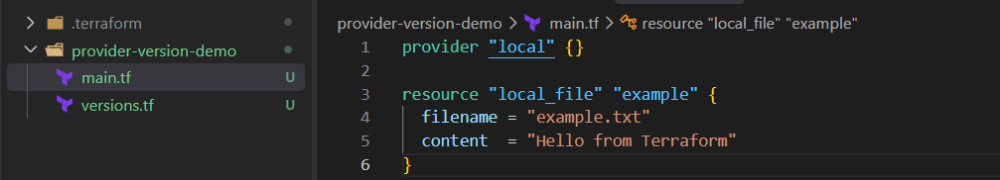 .terraform
provider-version-demo
main.tf
U
versions.tf
U
provider-version-demo > main.tf > resource "local_file" "example"
1 provider "local" {}
2
3 resource "local_file" "example" {
4 filename = "example.txt"
5 content  = "Hello from Terraform"
6 }